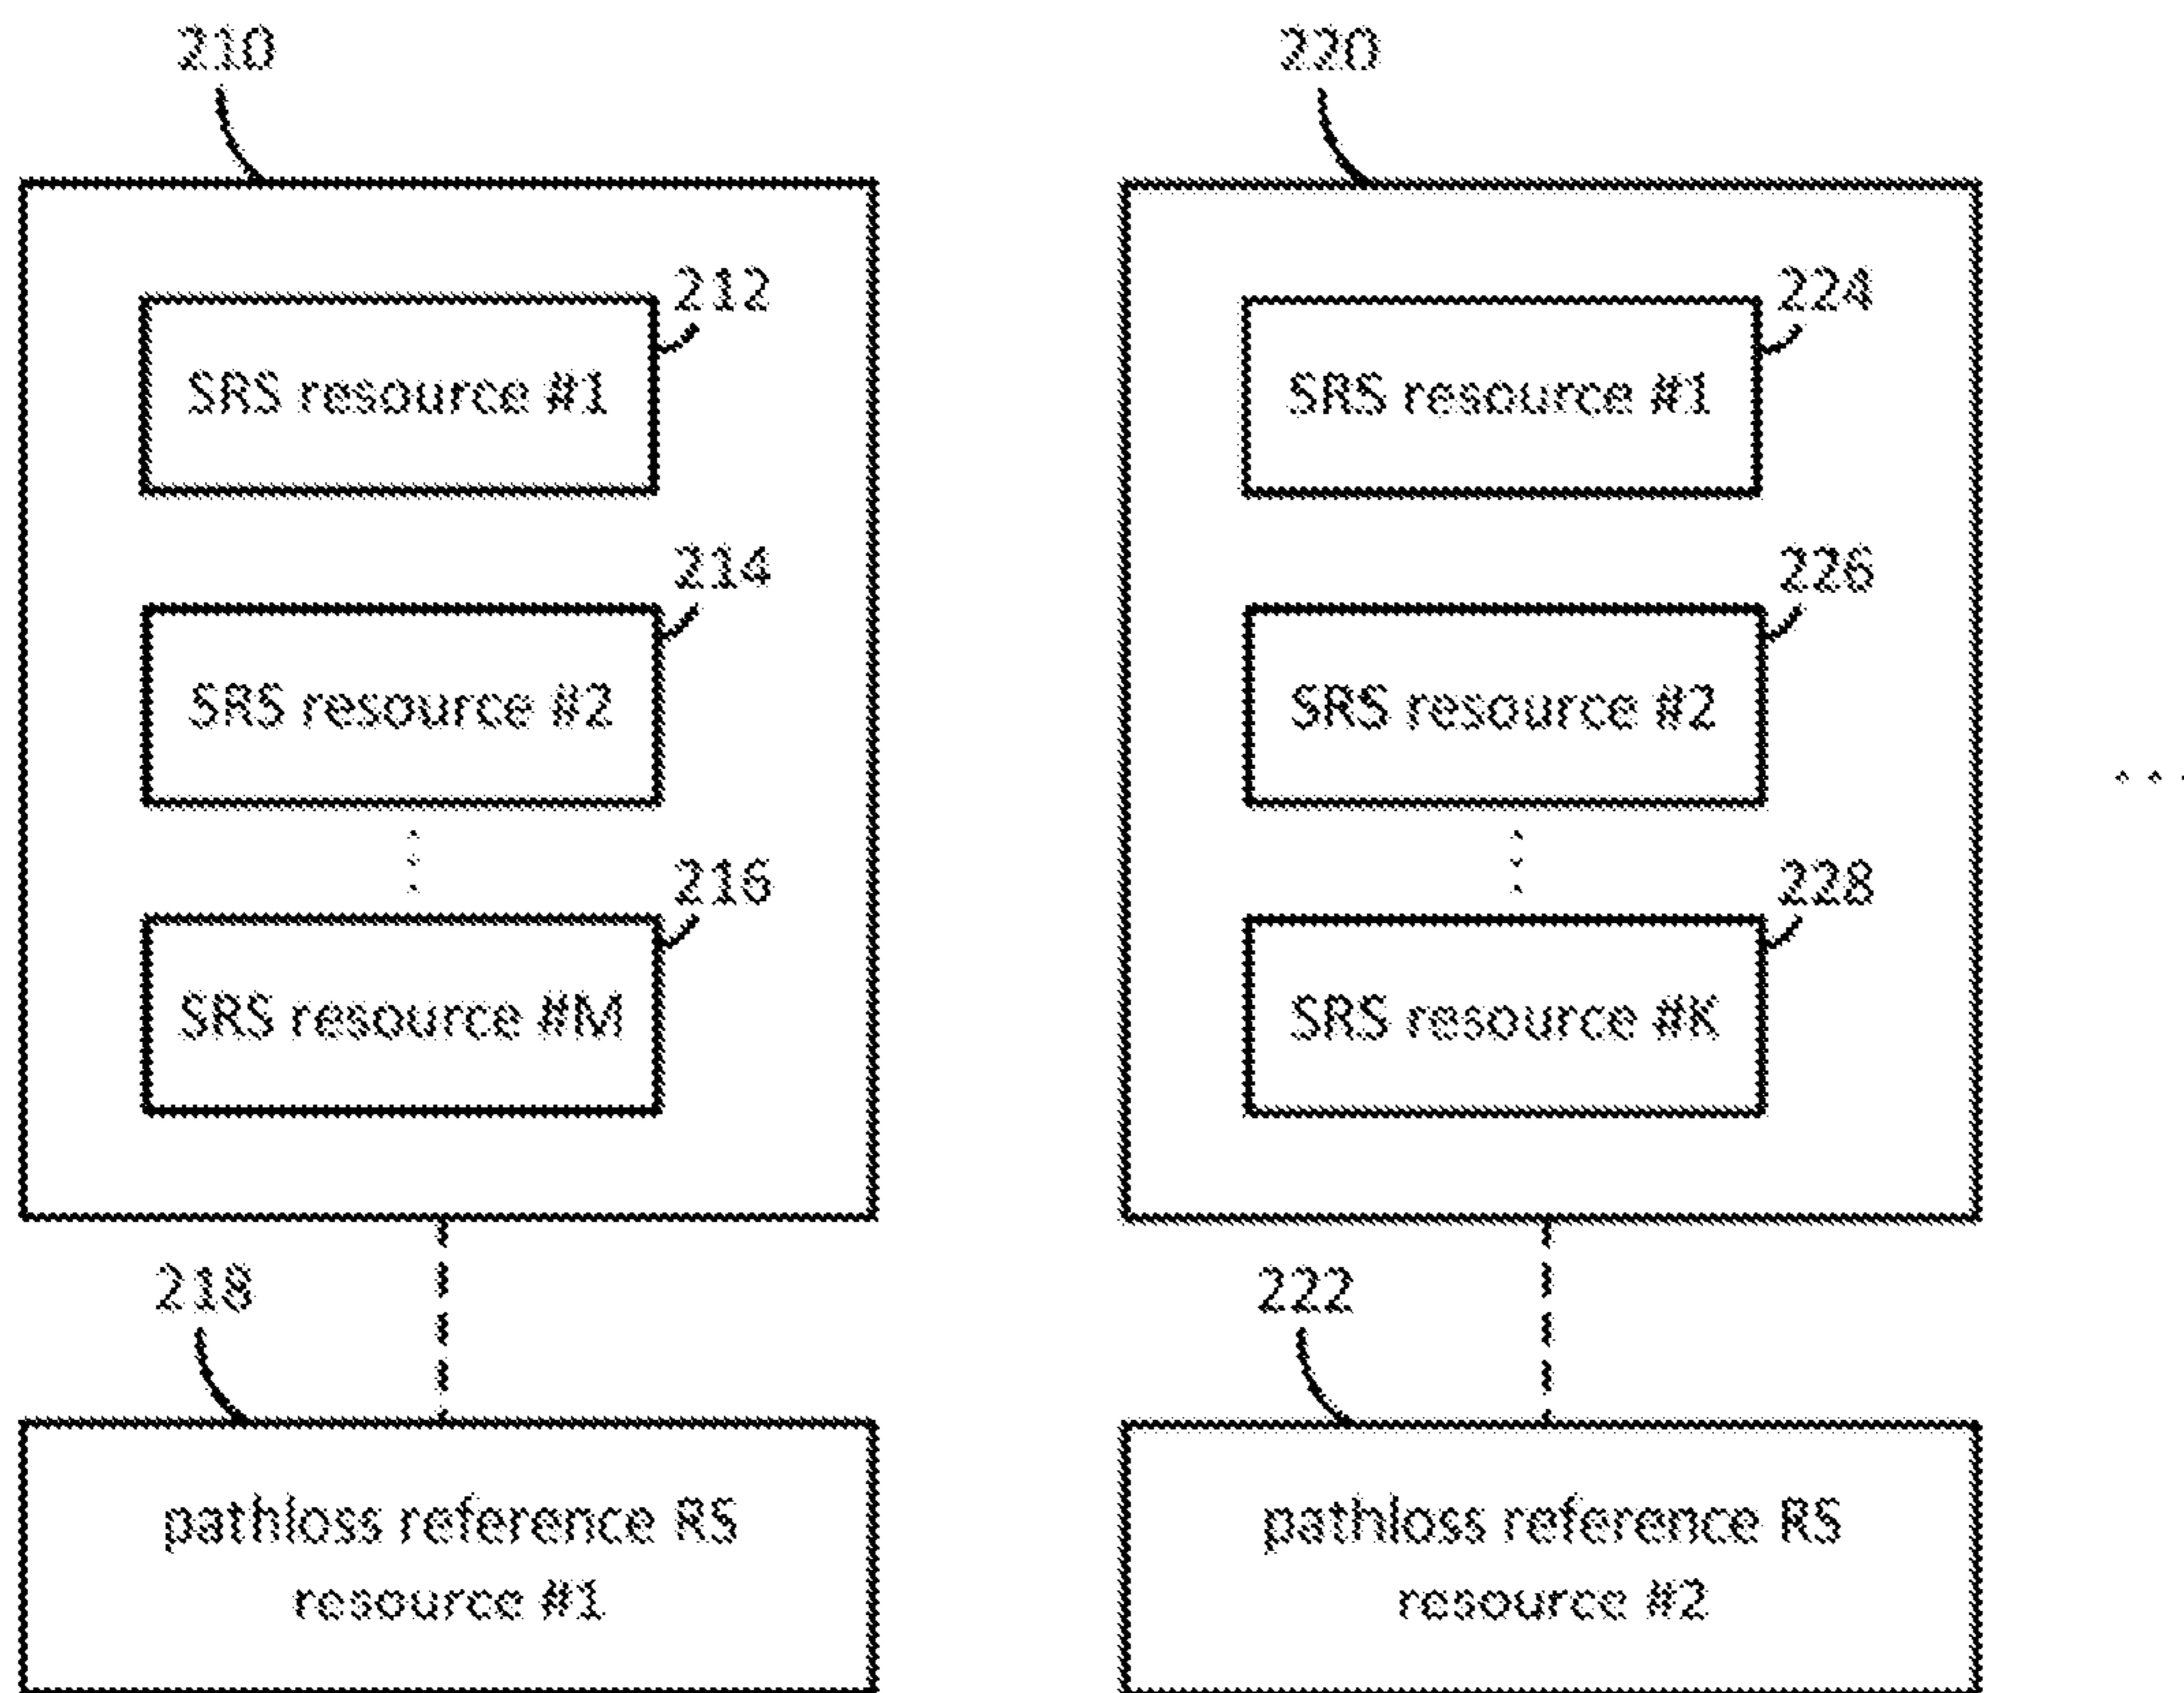 210
220
212
SRS resource #1
214
SRS resource #2
216
SRS resource #M
224
SRS resource #1
226
SRS resource #2
...
228
SRS resource #K
218
pathloss reference RS
resource #1
222
pathloss reference RS
resource #2